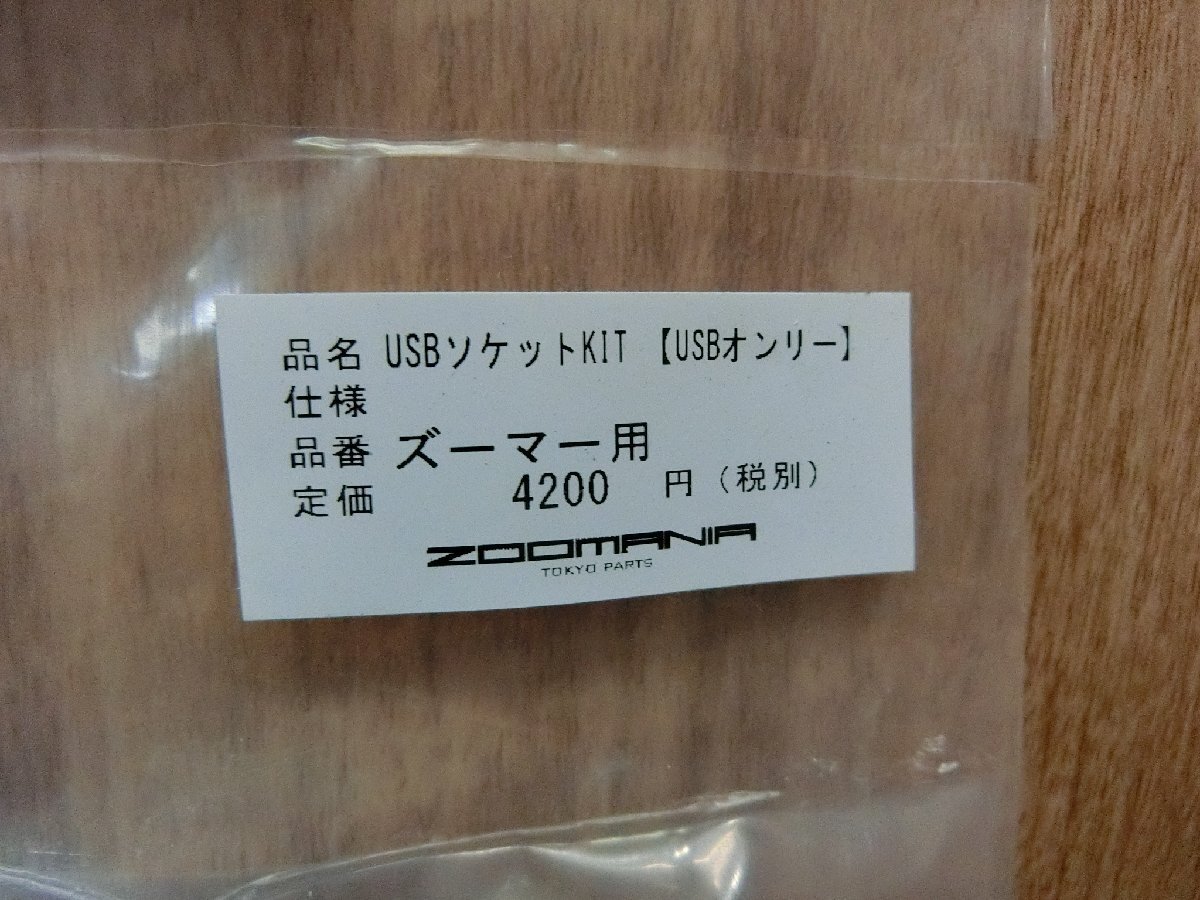 品名 USBソケットKIT 【USBオンリー】
仕様
品番 ズーマー用
定価 4200 円（税別）
ZOOMANIA
TOKYO PARTS